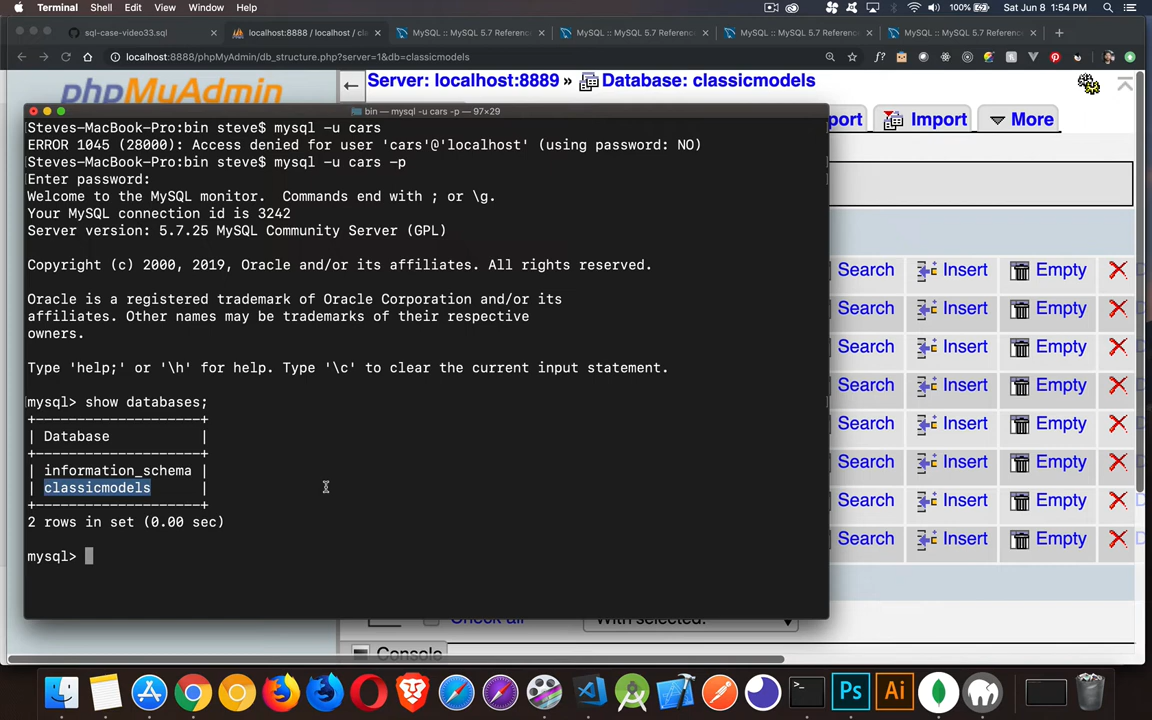 Terminal Shell Edit View Window Help 100% Sat Jun 8 1:54 PM
sql-case-video33.sql
localhost:8888 / localhost / cla
MySQL :: MySQL 5.7 Reference
MySQL :: MySQL 5.7 Reference
MySQL :: MySQL 5.7 Reference
MySQL :: MySQL 5.7 Reference
localhost:8888/phpMyAdmin/db_structure.php?server=1&db=classicmodels
phpMyAdmin
Server: localhost:8889 » Database: classicmodels
port Import More
bin — mysql -u cars -p — 97×29
Steves-MacBook-Pro:bin steve$ mysql -u cars
ERROR 1045 (28000): Access denied for user 'cars'@'localhost' (using password: NO)
Steves-MacBook-Pro:bin steve$ mysql -u cars -p
Enter password:
Welcome to the MySQL monitor.  Commands end with ; or \g.
Your MySQL connection id is 3242
Server version: 5.7.25 MySQL Community Server (GPL)
Copyright (c) 2000, 2019, Oracle and/or its affiliates. All rights reserved.
Oracle is a registered trademark of Oracle Corporation and/or its
affiliates. Other names may be trademarks of their respective
owners.
Type 'help;' or '\h' for help. Type '\c' to clear the current input statement.
mysql> show databases;
+--------------------+
| Database           |
+--------------------+
| information_schema |
| classicmodels      |
+--------------------+
2 rows in set (0.00 sec)
mysql>
Search Insert Empty D
Search Insert Empty
Search Insert Empty
Search Insert Empty
Search Insert Empty
Search Insert Empty
Search Insert Empty
Search Insert Empty
Check all With selected:
Console
Ps
Ai